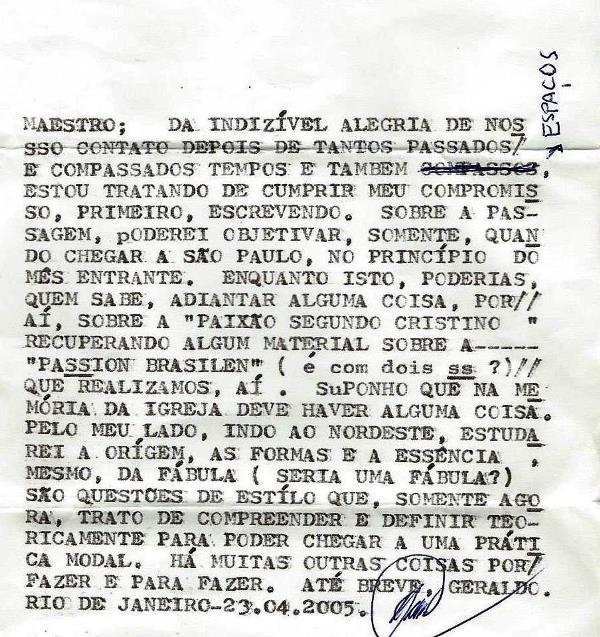 ESPAÇOS
MAESTRO; DA INDIZÍVEL ALEGRIA DE NOS
SSO CONTATO DEPOIS DE TANTOS PASSADOS/
E COMPASSADOS TEMPOS E TAMBEM COMPASSOS,
ESTOU TRATANDO DE CUMPRIR MEU COMPROMIS
SO, PRIMEIRO, ESCREVENDO. SOBRE A PAS-
SAGEM, pODEREI OBJETIVAR, SOMENTE, QUAN
DO CHEGAR A SÃO PAULO, NO PRINCÍPIO DO
MÊS ENTRANTE. ENQUANTO ISTO, PODERIAS,
QUEM SABE, ADIANTAR ALGUMA COISA, POR//
AÍ, SOBRE A "PAIXÃO SEGUNDO CRISTINO "
RECUPERANDO ALGUM MATERIAL SOBRE A-----
"PASSION BRASILEN" ( é com dois ss ?)//
QUE REALIZAMOS, AÍ . SuPONHO QUE NA ME
MÓRIA DA IGREJA DEVE HAVER ALGUMA COISA.
PELO MEU LADO, INDO AO NORDESTE, ESTUDA
REI A ORÍGEM, AS FORMAS E A ESSÊNCIA ,
MESMO, DA FÁBULA ( SERIA UMA FÁBULA?)
SÃO QUESTÕES DE ESTÍLO QUE, SOMENTE AGO
RA, TRATO DE COMPREENDER E DEFINIR TEO-
RICAMENTE PARA PODER CHEGAR A UMA PRÁTI
CA MODAL. HÁ MUITAS OUTRAS COISAS POR/
FAZER E PARA FAZER. ATÉ BREVE, GERALDO.
RIO DE JANEIRO-23.04.2005.